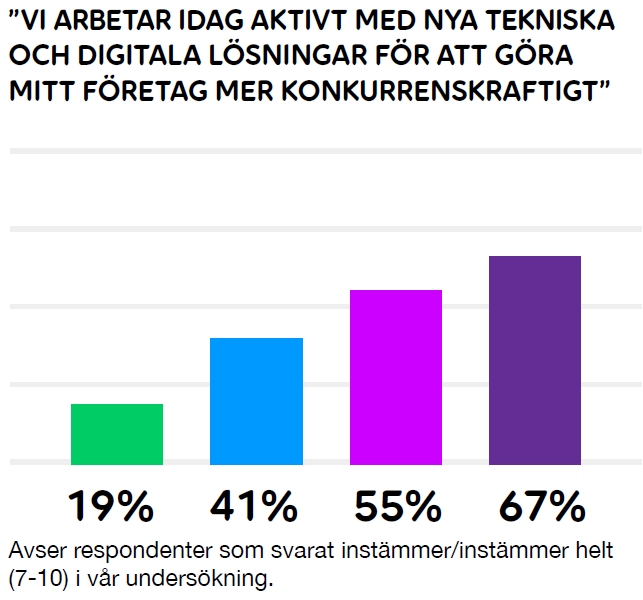 ”VI ARBETAR IDAG AKTIVT MED NYA TEKNISKA
OCH DIGITALA LÖSNINGAR FÖR ATT GÖRA
MITT FÖRETAG MER KONKURRENSKRAFTIGT”
19% 41% 55% 67%
Avser respondenter som svarat instämmer/instämmer helt
(7-10) i vår undersökning.